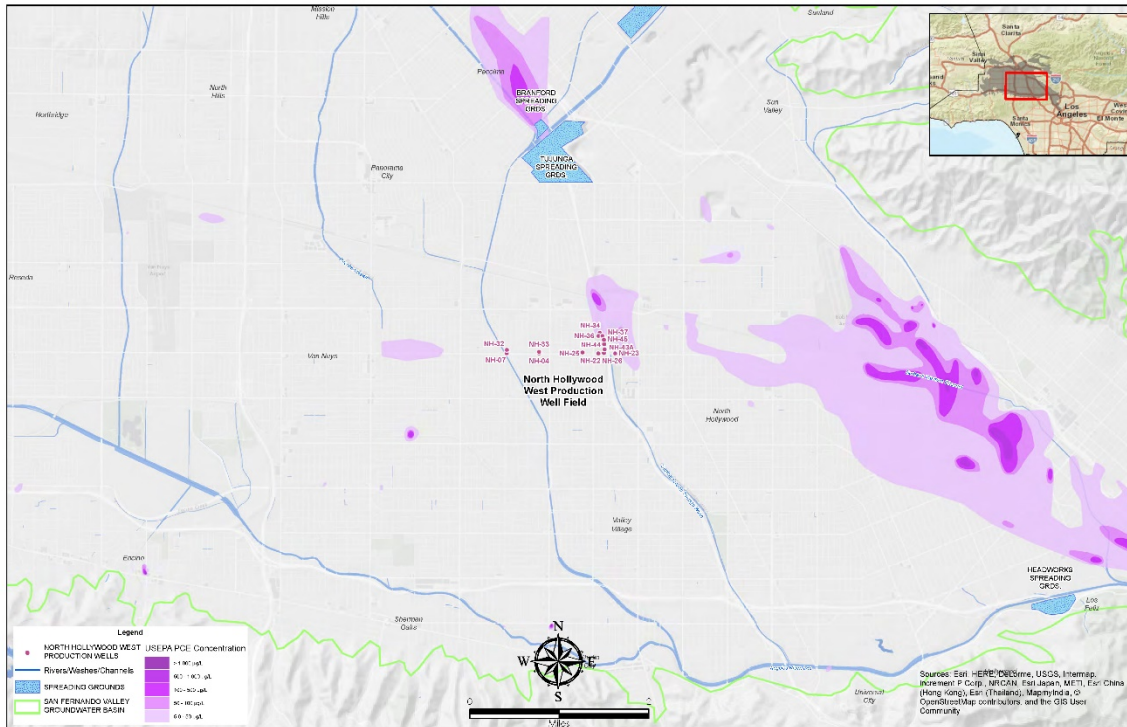 Mission
Hills
Sunland
Santa
Clarita
Simi
Valley
Los
Angeles
Santa
Monica
El Monte
North
Hills
Northridge
Pacoima
BRANFORD
SPREADING
GRDS
Sun
Valley
TUJUNGA
SPREADING
GRDS
Panorama
City
Reseda
Van Nuys
NH-34
NH-36
NH-37
NH-45
NH-44
NH-43A
NH-32
NH-33
NH-25
NH-07
NH-04
NH-22
NH-26
NH-23
North Hollywood
West Production
Well Field
North
Hollywood
Valley
Village
Encino
Sherman
Oaks
HEADWORKS
SPREADING
GRDS.
Los
Feliz
Universal
City
N
W
E
S
0
2
Miles
Legend
NORTH HOLLYWOOD WEST
PRODUCTION WELLS
Rivers/Washes/Channels
SPREADING GROUNDS
SAN FERNANDO VALLEY
GROUNDWATER BASIN
USEPA PCE Concentration
Sources: Esri, HERE, DeLorme, USGS, Intermap,
increment P Corp., NRCAN, Esri Japan, METI, Esri China
(Hong Kong), Esri (Thailand), MapmyIndia, ©
OpenStreetMap contributors, and the GIS User
Community